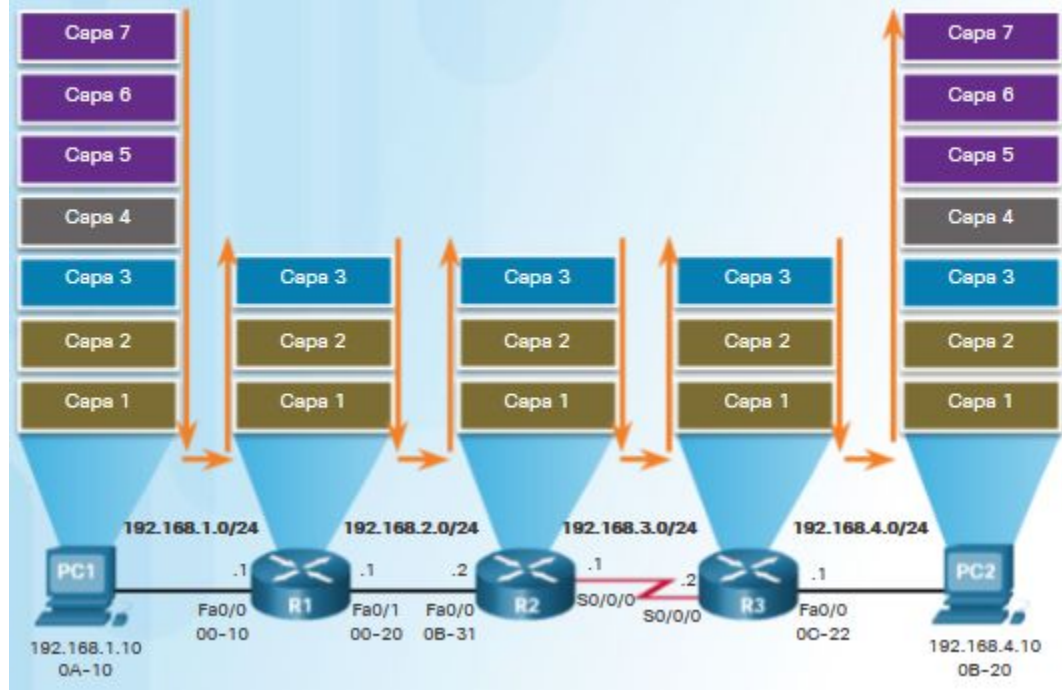 Capa 7
Capa 6
Capa 5
Capa 4
Capa 3
Capa 2
Capa 1
Capa 3
Capa 2
Capa 1
Capa 3
Capa 2
Capa 1
Capa 3
Capa 2
Capa 1
Capa 7
Capa 6
Capa 5
Capa 4
Capa 3
Capa 2
Capa 1
192.168.1.0/24
192.168.2.0/24
192.168.3.0/24
192.168.4.0/24
PC1
192.168.1.10
0A-10
.1
Fa0/0
00-10
R1
.1
Fa0/1
00-20
.2
Fa0/0
0B-31
R2
.1
S0/0/0
.2
S0/0/0
R3
.1
Fa0/0
0C-22
PC2
192.168.4.10
0B-20